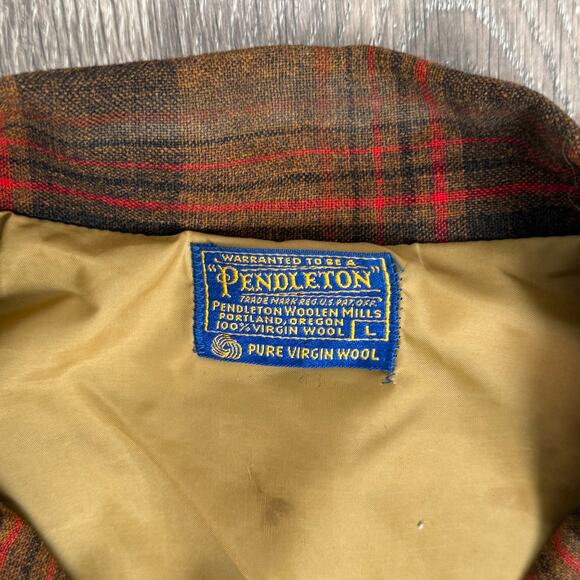 WARRANTED TO BE A
"PENDLETON"
TRADE MARK REG U.S. PAT. OFF.
PENDLETON WOOLEN MILLS
PORTLAND, OREGON
100% VIRGIN WOOL L
PURE VIRGIN WOOL